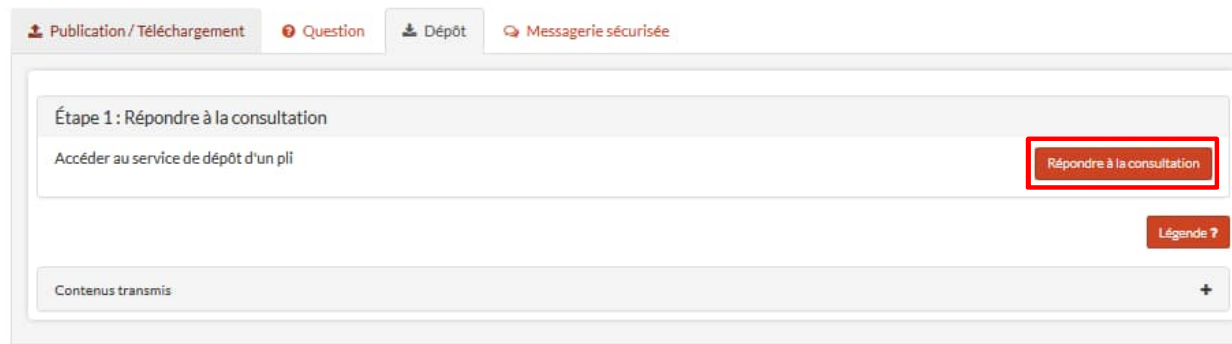 Publication / Téléchargement Question Dépôt Messagerie sécurisée
Étape 1 : Répondre à la consultation
Accéder au service de dépôt d'un pli Répondre à la consultation
Légende ?
Contenus transmis +